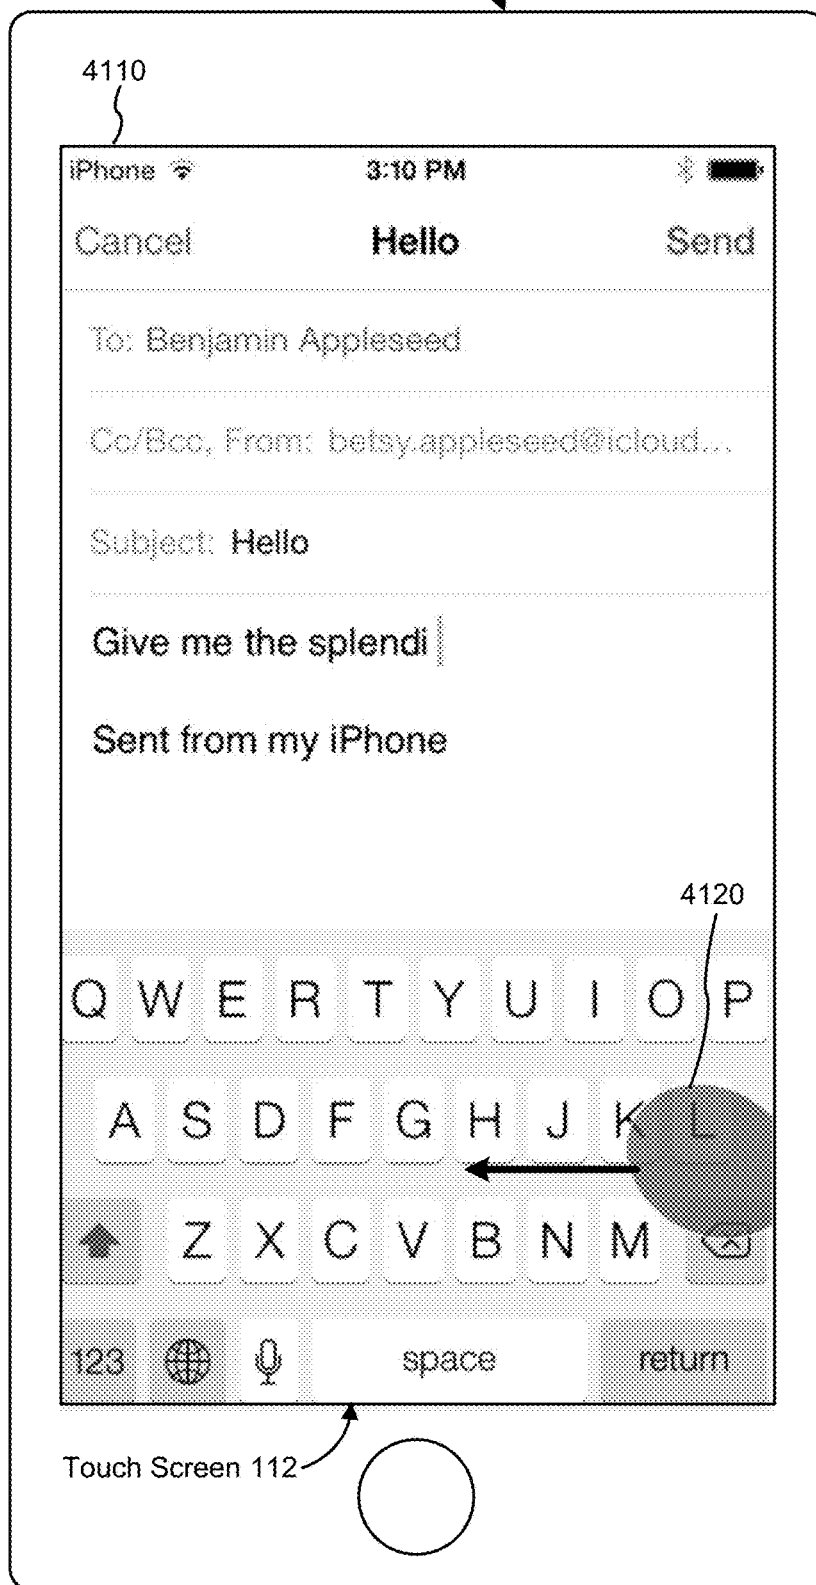 4110
iPhone 3:10 PM
Cancel Hello Send
To: Benjamin Appleseed
Cc/Bcc, From: betsy.appleseed@icloud...
Subject: Hello
Give me the splendi
Sent from my iPhone
4120
Q W E R T Y U I O P
A S D F G H J K L
Z X C V B N M
123 space return
Touch Screen 112